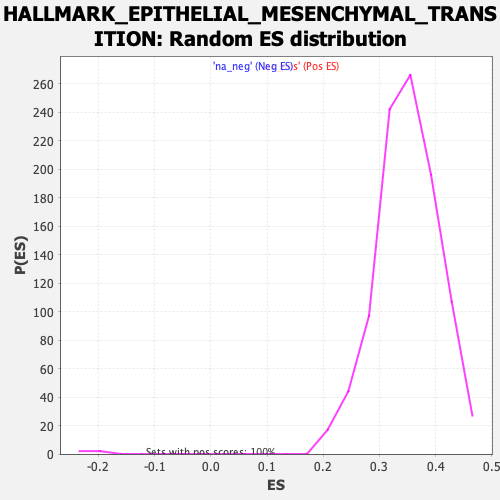 HALLMARK_EPITHELIAL_MESENCHYMAL_TRANS
ITION: Random ES distribution
'na_neg' (Neg ES)s' (Pos ES)
P(ES)
260
240
220
200
180
160
140
120
100
80
60
40
20
0
Sets with pos scores: 100%
-0.2 -0.1 0.0 0.1 0.2 0.3 0.4 0.5
ES